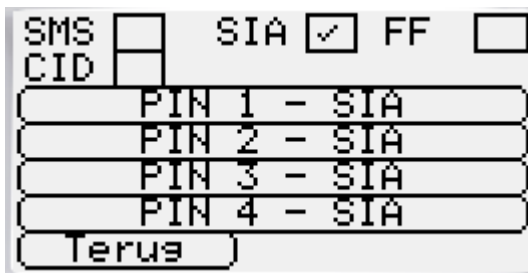 SMS SIA FF
CID
PIN 1 - SIA
PIN 2 - SIA
PIN 3 - SIA
PIN 4 - SIA
Terug